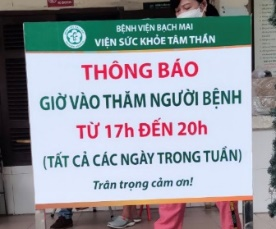 BỆNH VIỆN BẠCH MAI
VIỆN SỨC KHỎE TÂM THẦN
THÔNG BÁO
GIỜ VÀO THĂM NGƯỜI BỆNH
TỪ 17h ĐẾN 20h
(TẤT CẢ CÁC NGÀY TRONG TUẦN)
Trân trọng cảm ơn!